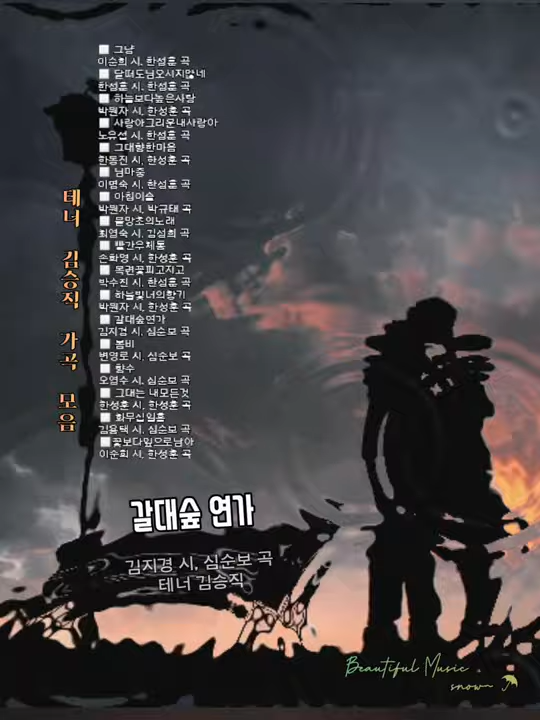 ⬜ 그냥
이순희 시, 한성훈 곡
⬜ 달떠도님오시지않네
한성훈 시, 한성훈 곡
⬜ 하늘보다높은사랑
박원자 시, 한성훈 곡
⬜ 사랑아그리운내사랑아
노유섭 시, 한성훈 곡
⬜ 그대향한마음
한동진 시, 한성훈 곡
⬜ 님마중
이명숙 시, 한성훈 곡
⬜ 아침이슬
박원자 시, 박규태 곡
⬜ 물망초의노래
최영숙 시, 김성희 곡
⬜ 빨간우체통
손화영 시, 한성훈 곡
⬜ 목련꽃피고지고
박수진 시, 한성훈 곡
⬜ 하늘빛너의향기
박원자 시, 한성훈 곡
⬜ 갈대숲연가
김지경 시, 심순보 곡
⬜ 봄비
변영로 시, 심순보 곡
⬜ 향수
오염수 시, 심순보 곡
⬜ 그대는 내모든것
한성훈 시, 한성훈 곡
⬜ 화무십일홍
김용택 시, 심순보 곡
⬜꽃보다잎으로남아
이순희 시, 한성훈 곡
테너 김승직 가곡 모음
갈대숲 연가
김지경 시, 심순보 곡
테너 김승직
Beautiful Music
snow